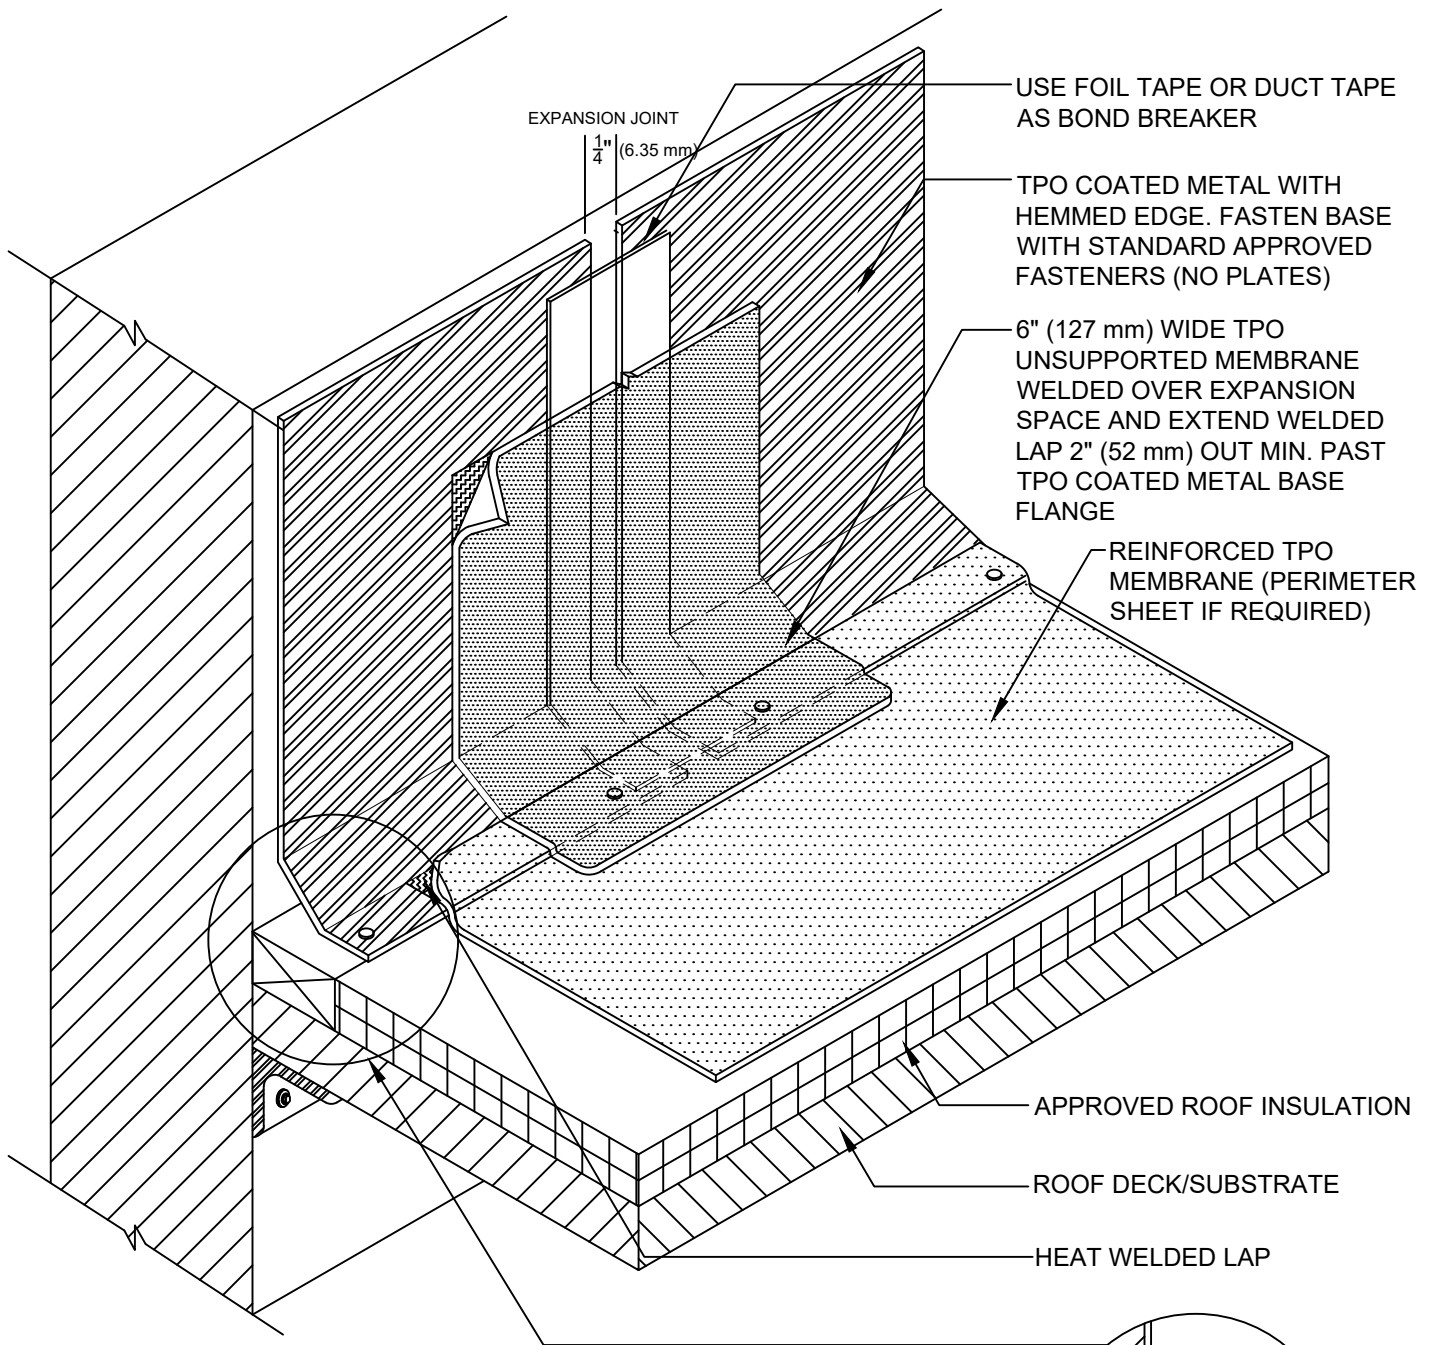 EXPANSION JOINT
1/4" (6.35 mm)
USE FOIL TAPE OR DUCT TAPE
AS BOND BREAKER
TPO COATED METAL WITH
HEMMED EDGE. FASTEN BASE
WITH STANDARD APPROVED
FASTENERS (NO PLATES)
6" (127 mm) WIDE TPO
UNSUPPORTED MEMBRANE
WELDED OVER EXPANSION
SPACE AND EXTEND WELDED
LAP 2" (52 mm) OUT MIN. PAST
TPO COATED METAL BASE
FLANGE
REINFORCED TPO
MEMBRANE (PERIMETER
SHEET IF REQUIRED)
APPROVED ROOF INSULATION
ROOF DECK/SUBSTRATE
HEAT WELDED LAP